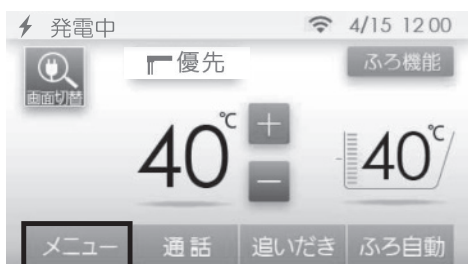 発電中 4/15 12:00
優先 ふろ機能
画面切替
40℃ + - 40℃
メニュー 通話 追いだき ふろ自動